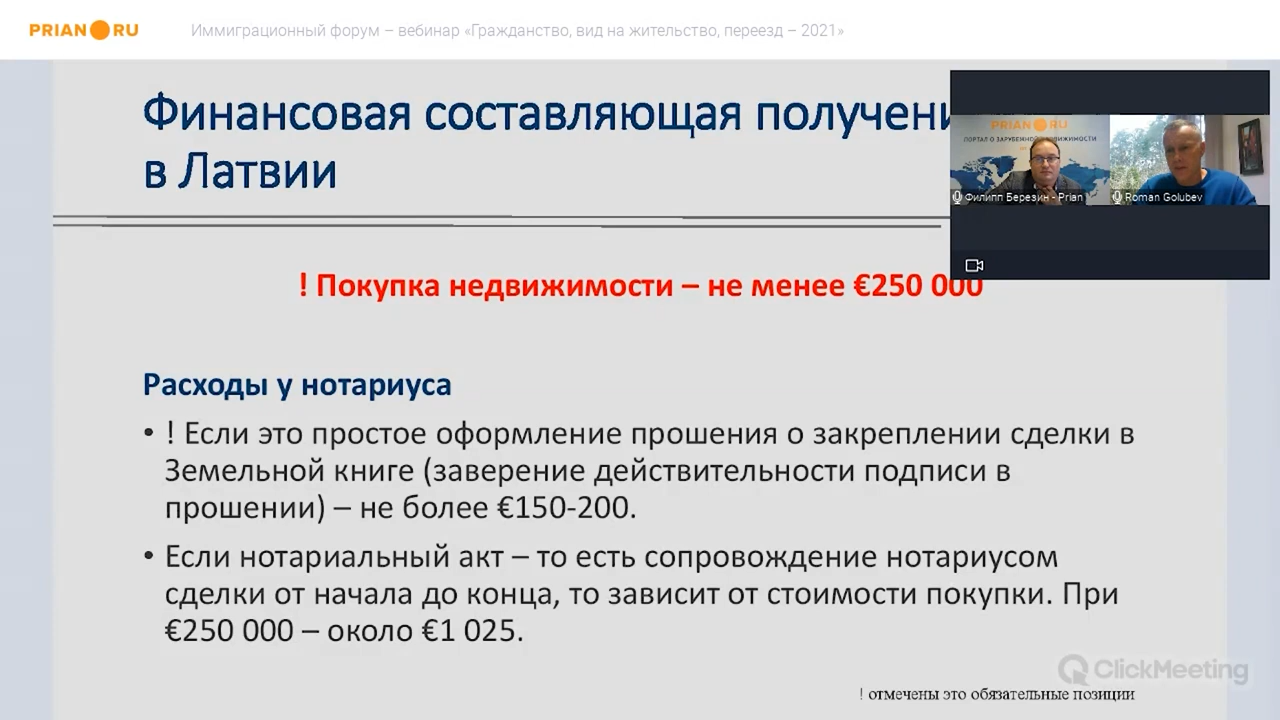 PRIAN RU
Иммиграционный форум – вебинар «Гражданство, вид на жительство, переезд – 2021»
Финансовая составляющая
в Латвии
PRIAN RU
Филипп Березин - Prian
Roman Golubev
! Покупка недвижимости – не менее €250 000
Расходы у нотариуса
• ! Если это простое оформление прошения о закреплении сделки в
Земельной книге (заверение действительности подписи в
прошении) – не более €150-200.
• Если нотариальный акт – то есть сопровождение нотариусом
сделки от начала до конца, то зависит от стоимости покупки. При
€250 000 – около €1 025.
ClickMeeting
! отмечены это обязательные позиции